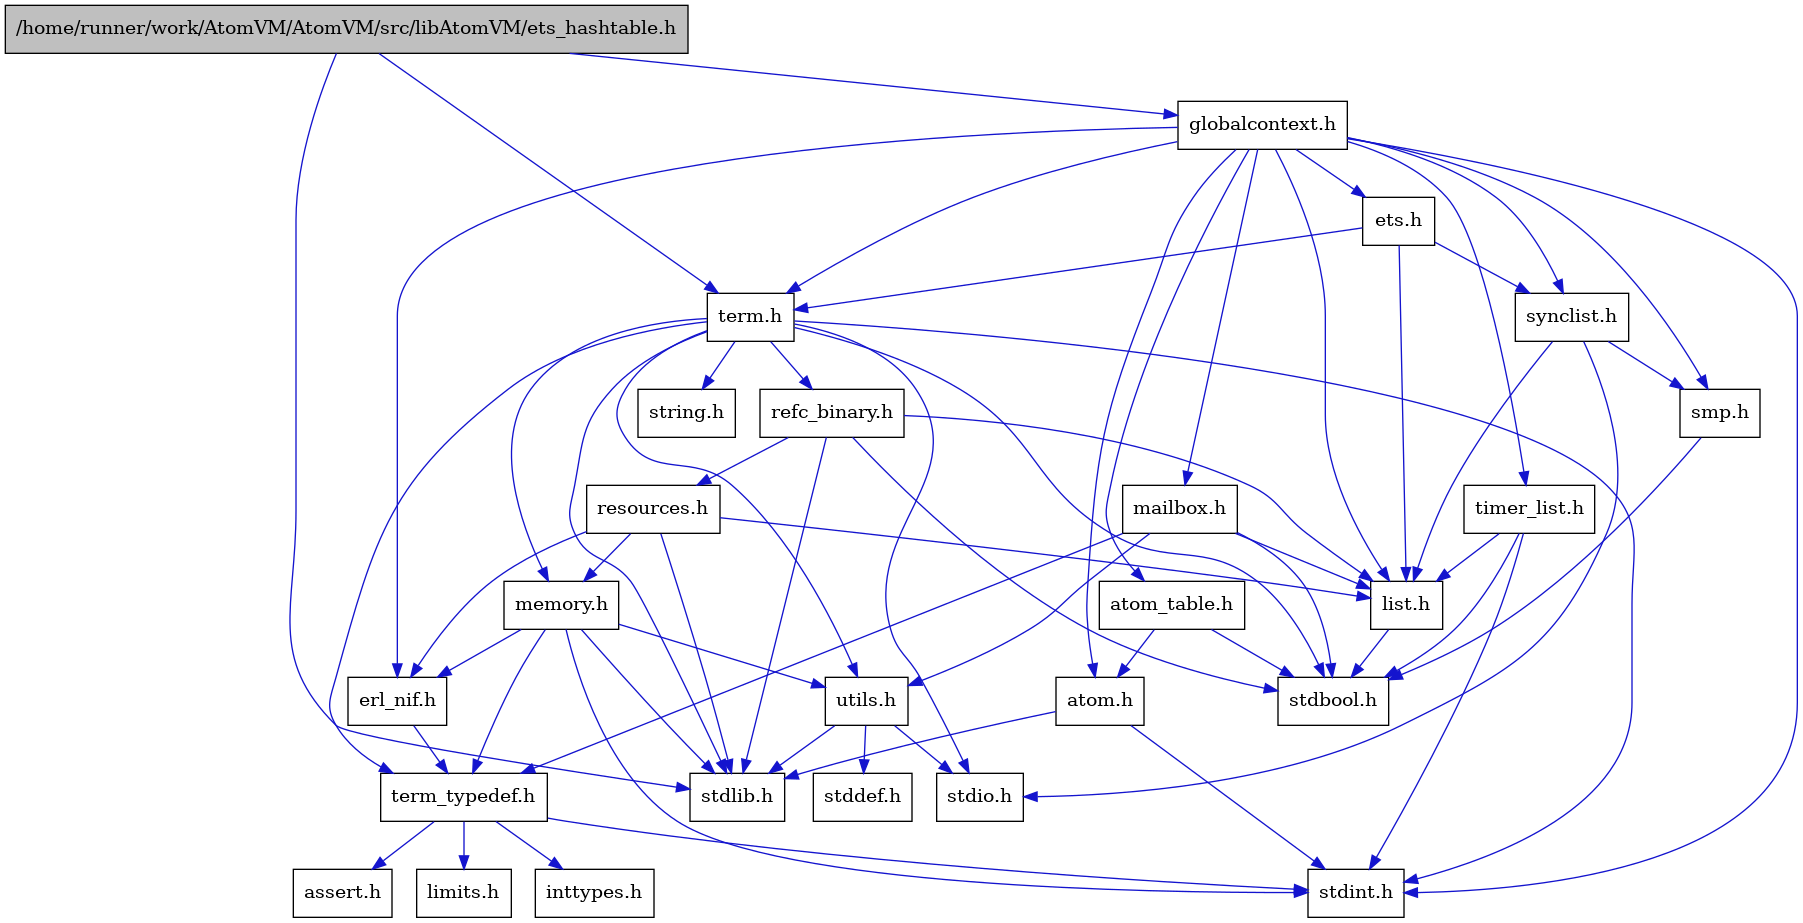 /home/runner/work/AtomVM/AtomVM/src/libAtomVM/ets_hashtable.h
globalcontext.h
ets.h
term.h
synclist.h
string.h
refc_binary.h
smp.h
resources.h
mailbox.h
timer_list.h
memory.h
atom_table.h
list.h
erl_nif.h
utils.h
atom.h
stdbool.h
term_typedef.h
stdlib.h
stddef.h
stdio.h
assert.h
limits.h
inttypes.h
stdint.h